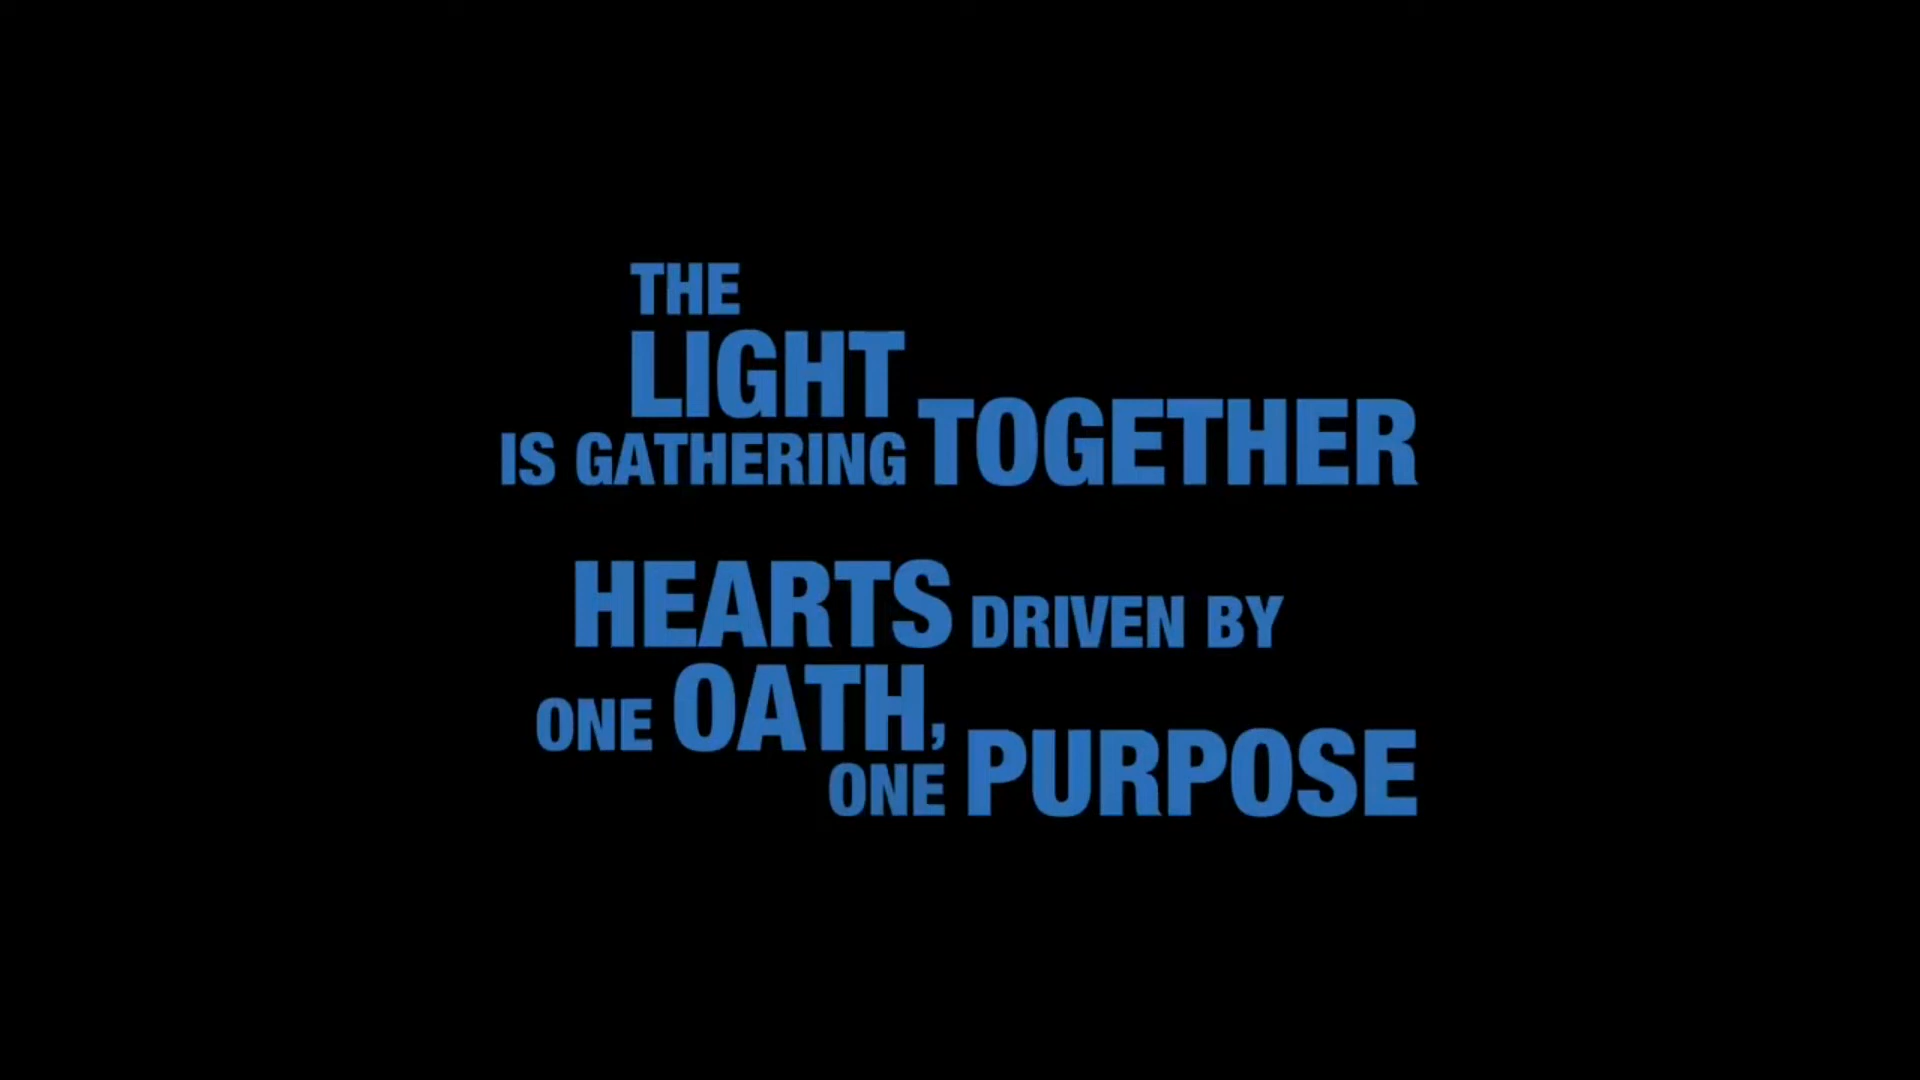 THE
LIGHT
IS GATHERING TOGETHER
HEARTS DRIVEN BY
ONE OATH,
ONE PURPOSE